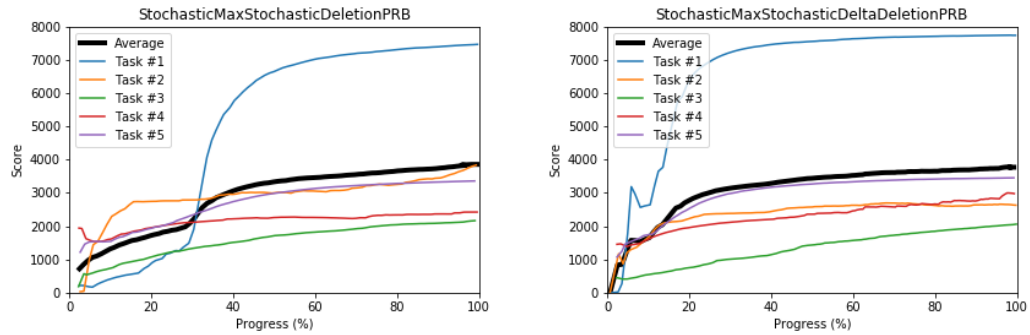 StochasticMaxStochasticDeletionPRB
8000
7000
6000
5000
4000
3000
2000
1000
0
Score
Average
Task #1
Task #2
Task #3
Task #4
Task #5
0 20 40 60 80 100
Progress (%)
StochasticMaxStochasticDeltaDeletionPRB
8000
7000
6000
5000
4000
3000
2000
1000
0
Score
Average
Task #1
Task #2
Task #3
Task #4
Task #5
0 20 40 60 80 100
Progress (%)